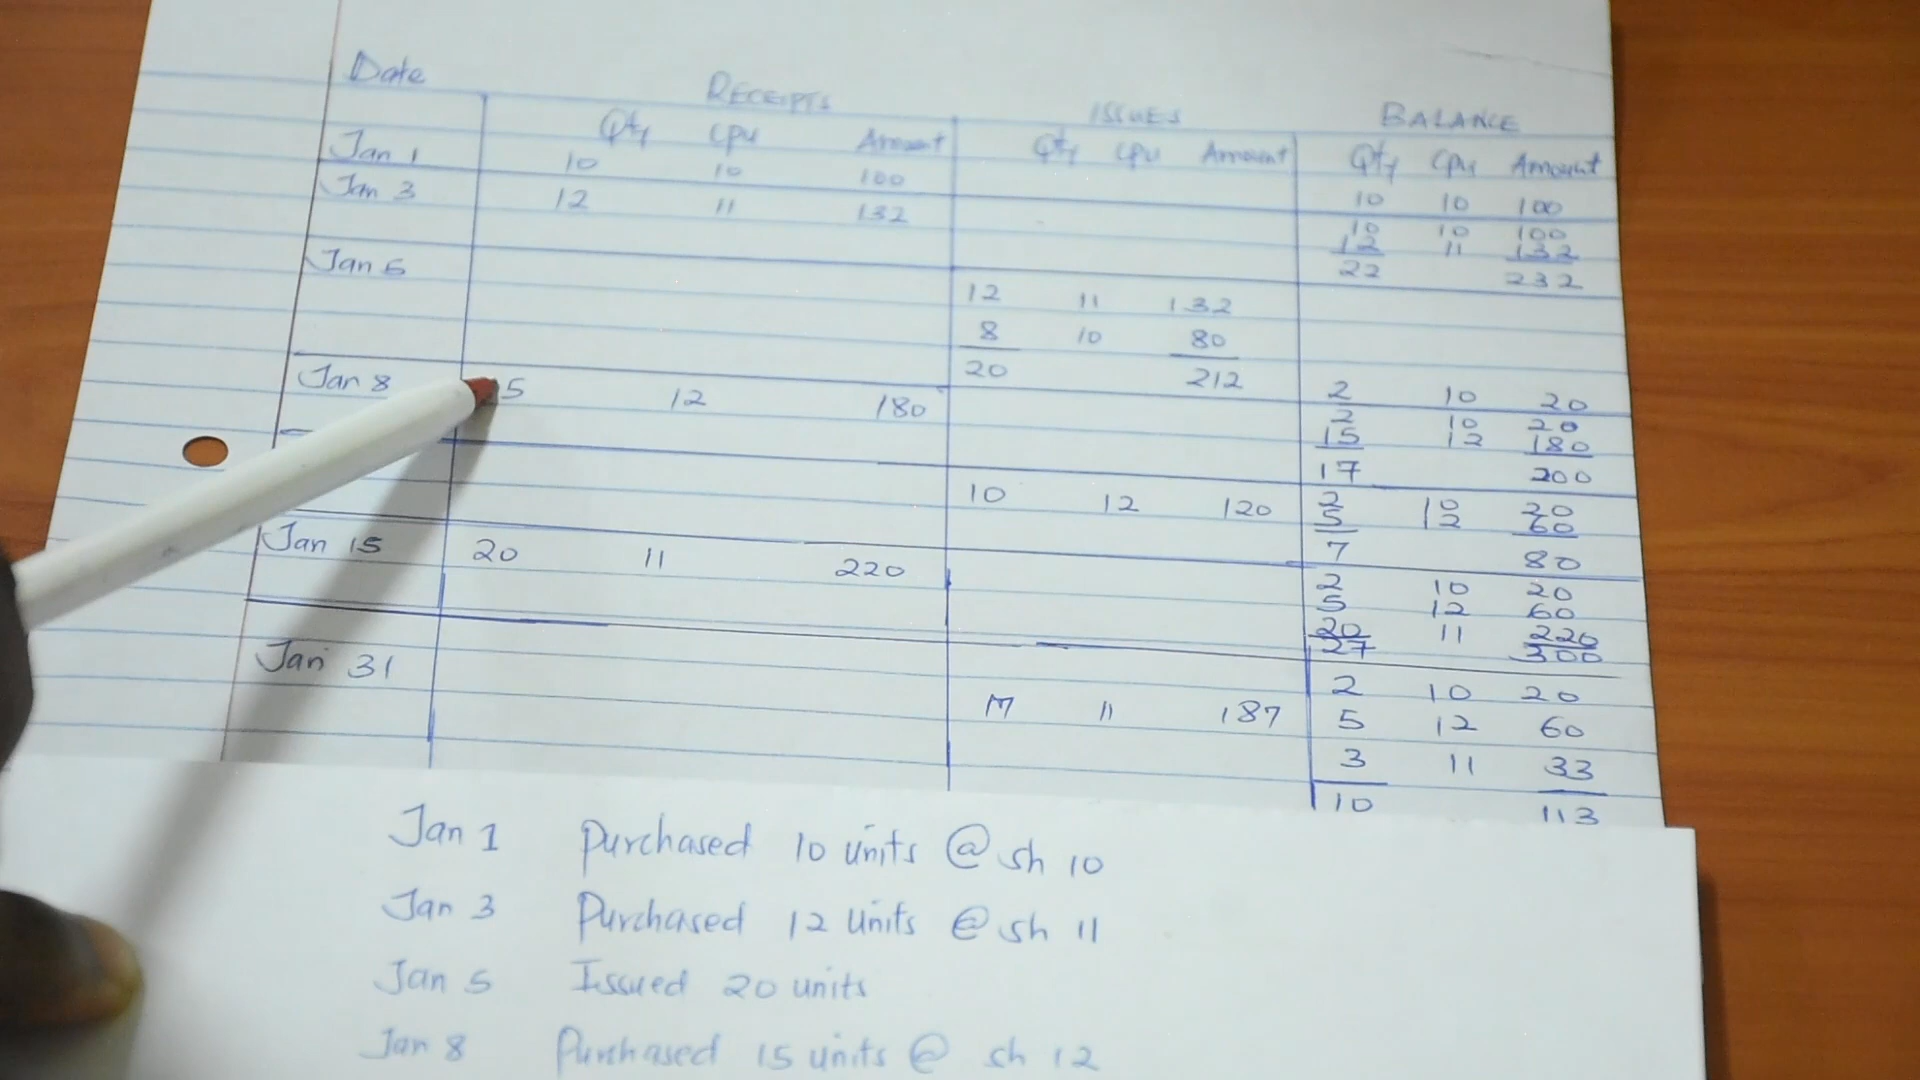 Date RECEIPTS ISSUES BALANCE
Qty cpu Amount Qty cpu Amount Qty cpu Amount
Jan 1 10 10 100 10 10 100
Jan 3 12 11 132 10 10 100
12 11 132
22 232
Jan 5
12 11 132
8 10 80
20 212 2 10 20
Jan 8 15 12 180 2 10 20
15 12 180
17 200
10 12 120 2 10 20
5 12 60
7 80
Jan 15 20 11 220 2 10 20
5 12 60
20 11 220
27 300
Jan 31 17 11 187 2 10 20
5 12 60
3 11 33
10 113
Jan 1 Purchased 10 units @ sh 10
Jan 3 Purchased 12 units @ sh 11
Jan 5 Issued 20 units
Jan 8 Purchased 15 units @ sh 12